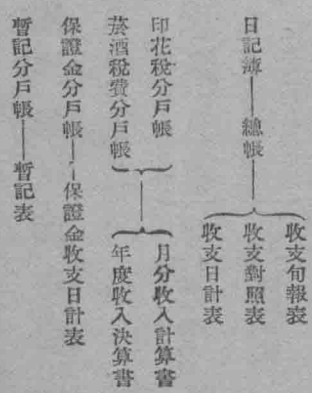 日記簿——總帳——
收支旬報表
收支對照表
收支日計表
印花稅分戶帳
菸酒稅費分戶帳
月分收入計算書
年度收入決算書
保證金分戶帳——保證金收支日計表
暫記分戶帳——暫記表